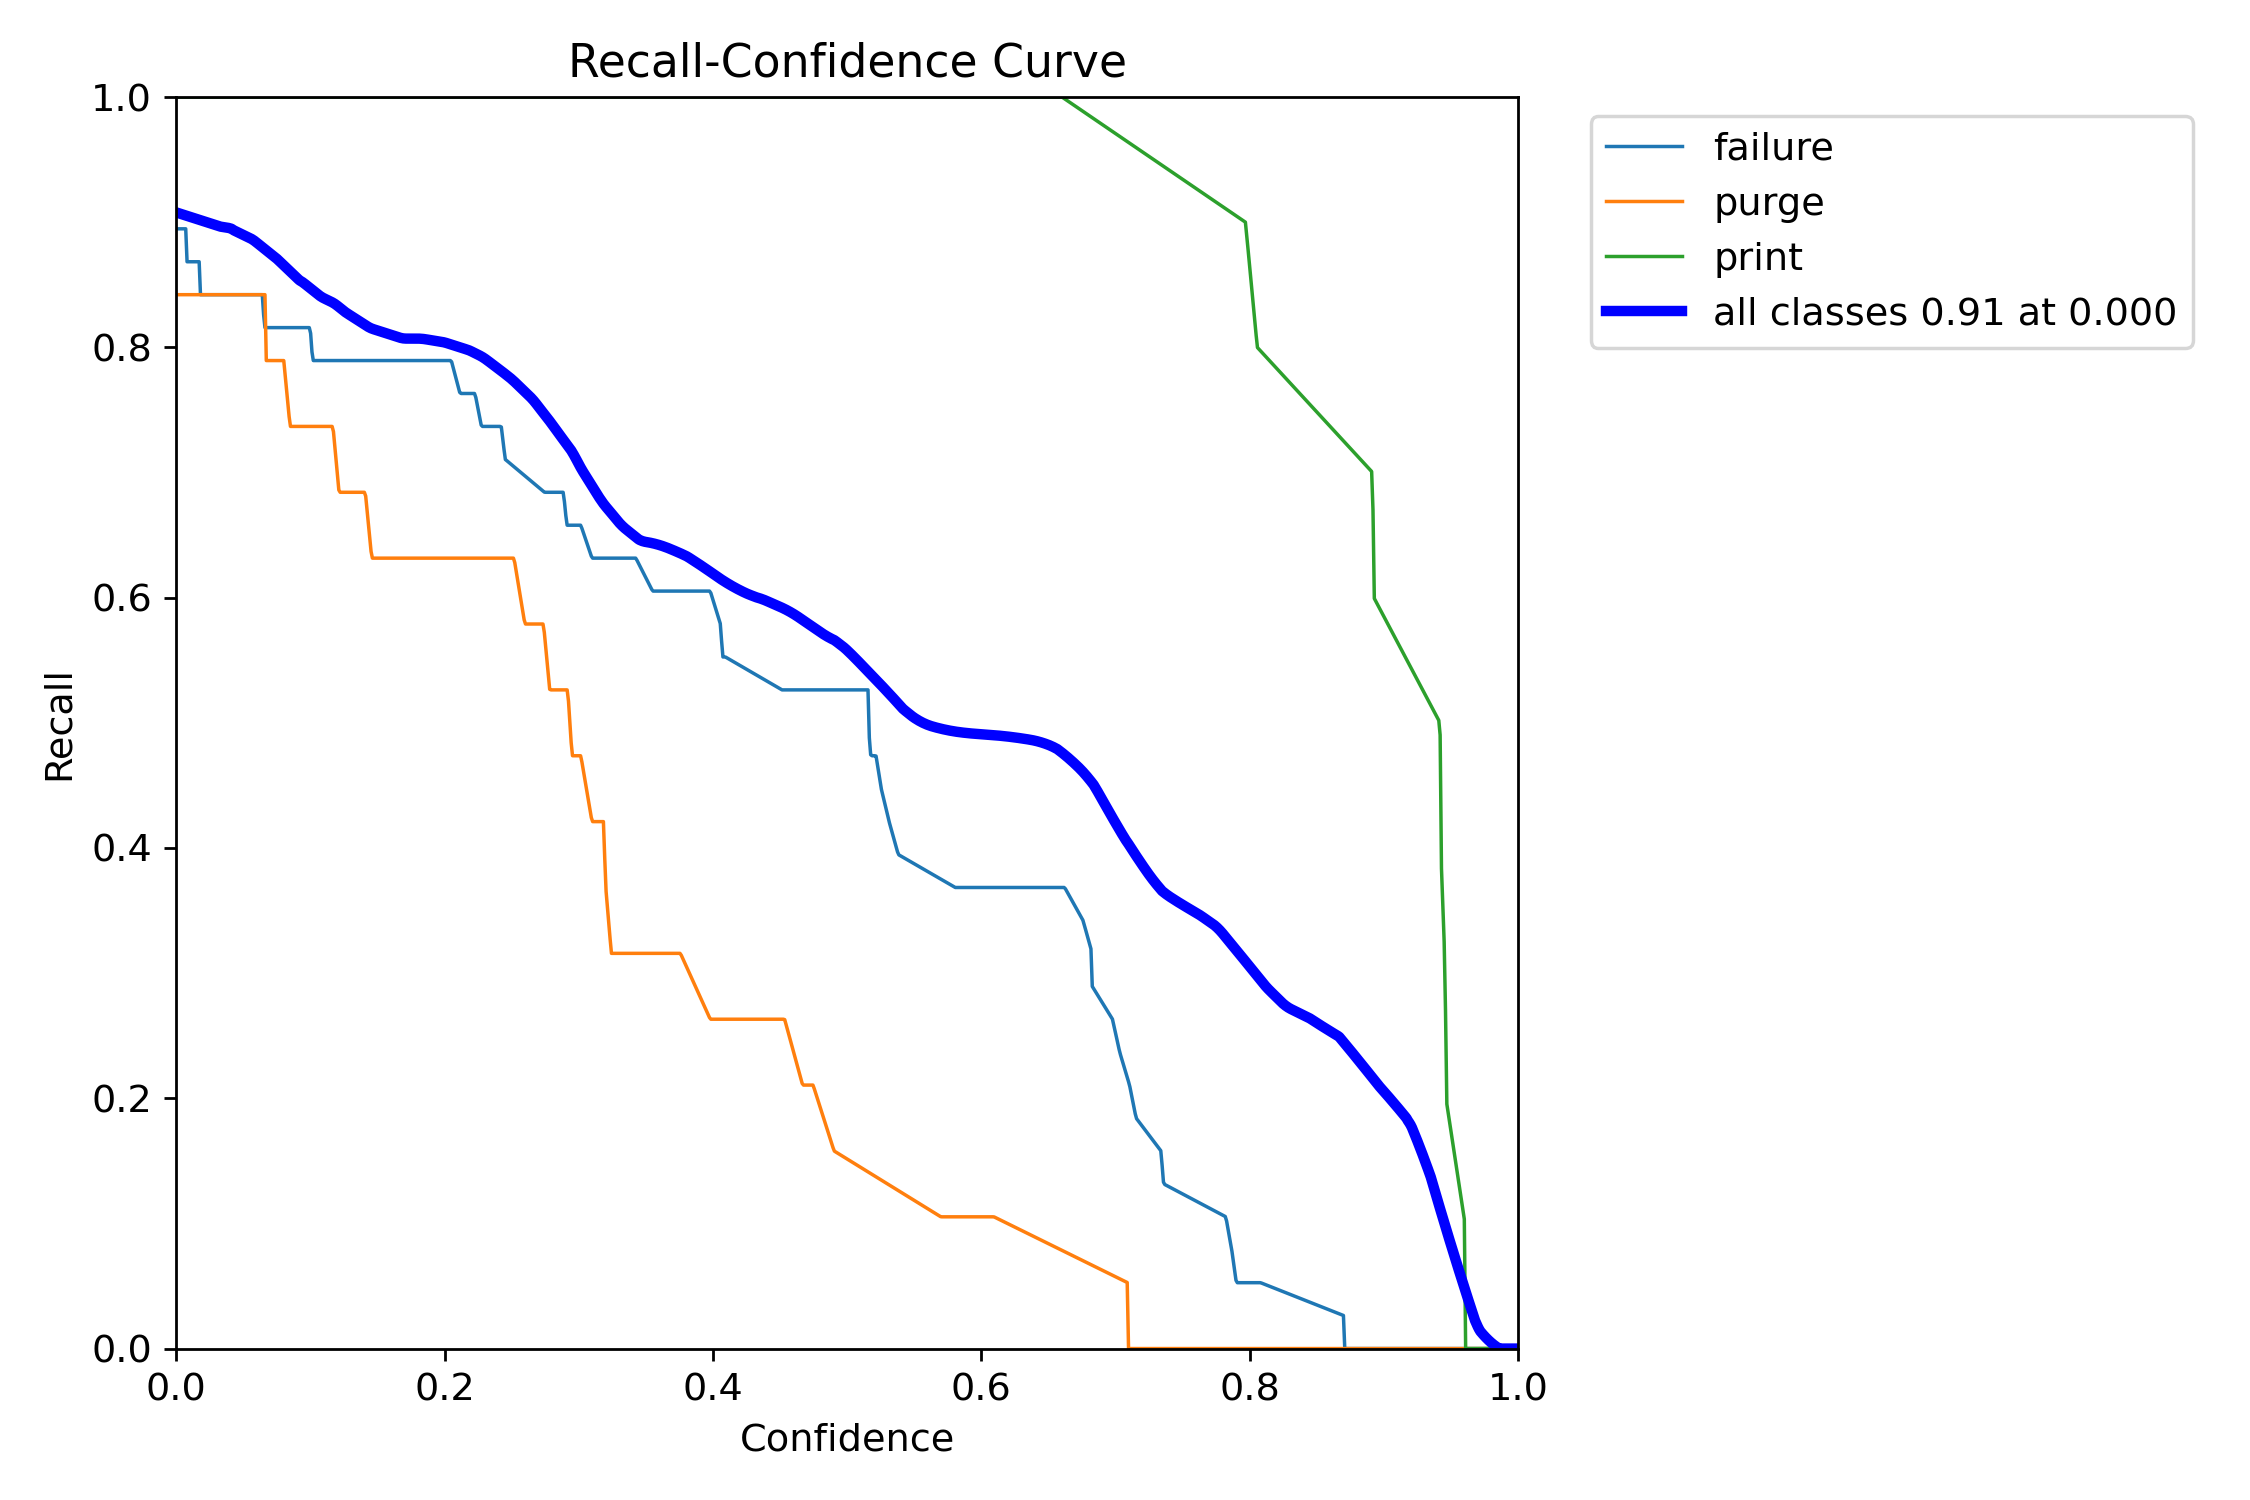 Recall-Confidence Curve
1.0
0.8
0.6
0.4
0.2
0.0
Recall
0.0 0.2 0.4 0.6 0.8 1.0
Confidence
failure
purge
print
all classes 0.91 at 0.000